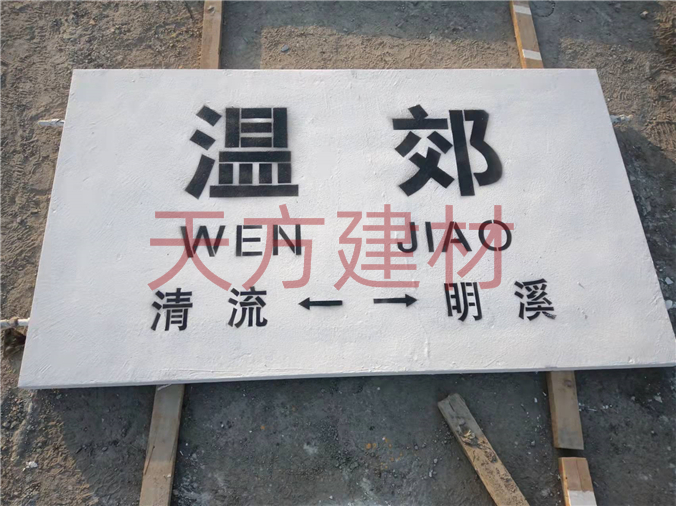 温 郊
WEN JIAO
天方建材
清 流 ← → 明 溪